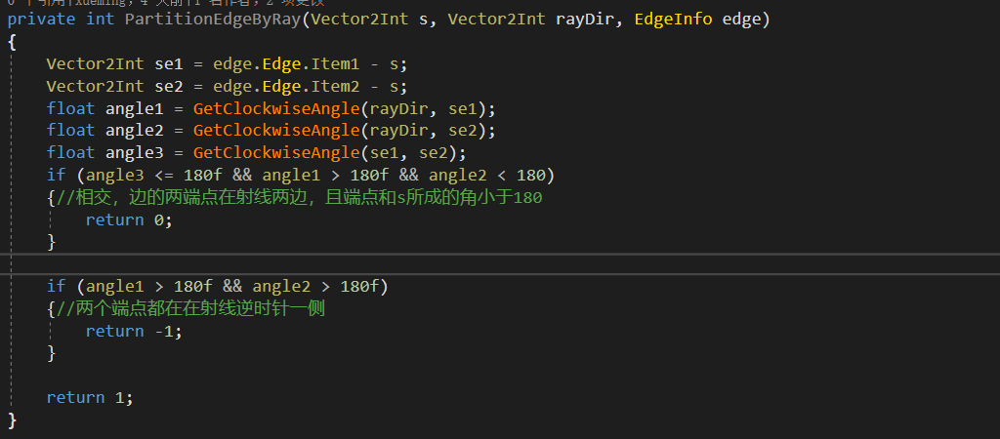 private int PartitionEdgeByRay(Vector2Int s, Vector2Int rayDir, EdgeInfo edge)
{
Vector2Int se1 = edge.Edge.Item1 - s;
Vector2Int se2 = edge.Edge.Item2 - s;
float angle1 = GetClockwiseAngle(rayDir, se1);
float angle2 = GetClockwiseAngle(rayDir, se2);
float angle3 = GetClockwiseAngle(se1, se2);
if (angle3 <= 180f && angle1 > 180f && angle2 < 180)
{//相交，边的两端点在射线两边，且端点和s所成的角小于180
return 0;
}
if (angle1 > 180f && angle2 > 180f)
{//两个端点都在在射线逆时针一侧
return -1;
}
return 1;
}